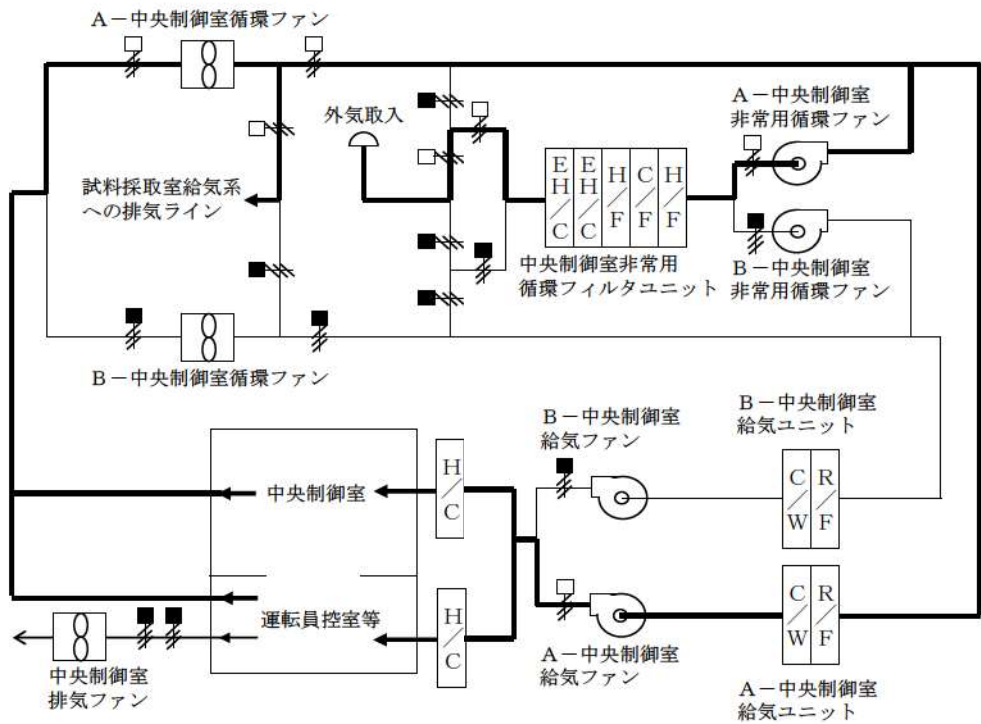 A－中央制御室循環ファン
外気取入
A－中央制御室
非常用循環ファン
試料採取室給気系
への排気ライン
E
H
/
C
E
H
/
C
H
/
F
C
/
F
H
/
F
中央制御室非常用
循環フィルタユニット
B－中央制御室
非常用循環ファン
B－中央制御室循環ファン
B－中央制御室
給気ファン
B－中央制御室
給気ユニット
中央制御室
H
/
C
C
/
W
R
/
F
運転員控室等
H
/
C
C
/
W
R
/
F
中央制御室
排気ファン
A－中央制御室
給気ファン
A－中央制御室
給気ユニット